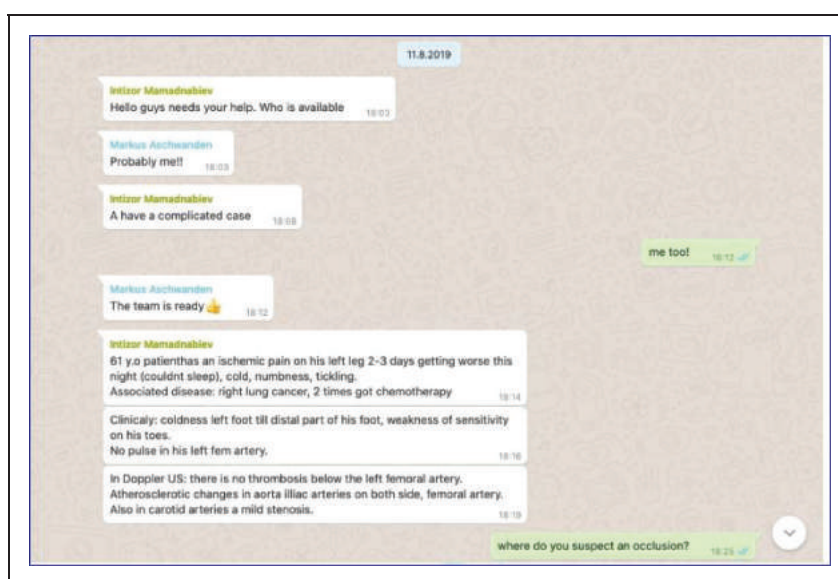 11.8.2019
Intizor Mamadnabiev
Hello guys needs your help. Who is available 18:03
Markus Aschwanden
Probably me!! 18:03
Intizor Mamadnabiev
A have a complicated case 18:08
me too! 18:12
Markus Aschwanden
The team is ready👍 18:12
Intizor Mamadnabiev
61 y.o patienthas an ischemic pain on his left leg 2-3 days getting worse this
night (couldnt sleep), cold, numbness, tickling.
Associated disease: right lung cancer, 2 times got chemotherapy 18:14
Clinicaly: coldness left foot till distal part of his foot, weakness of sensitivity
on his toes.
No pulse in his left fem artery. 18:16
In Doppler US: there is no thrombosis below the left femoral artery.
Atherosclerotic changes in aorta illiac arteries on both side, femoral artery.
Also in carotid arteries a mild stenosis. 18:19
where do you suspect an occlusion? 18:25